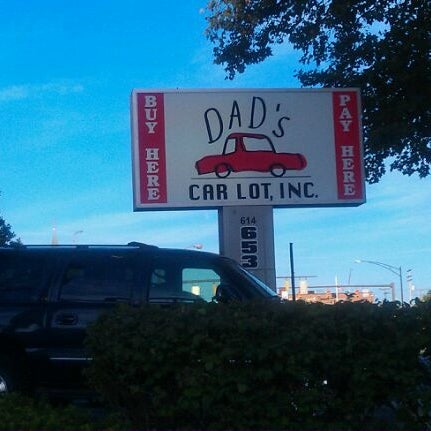 BUY HERE
DAD's
CAR LOT, INC.
PAY HERE
614
653